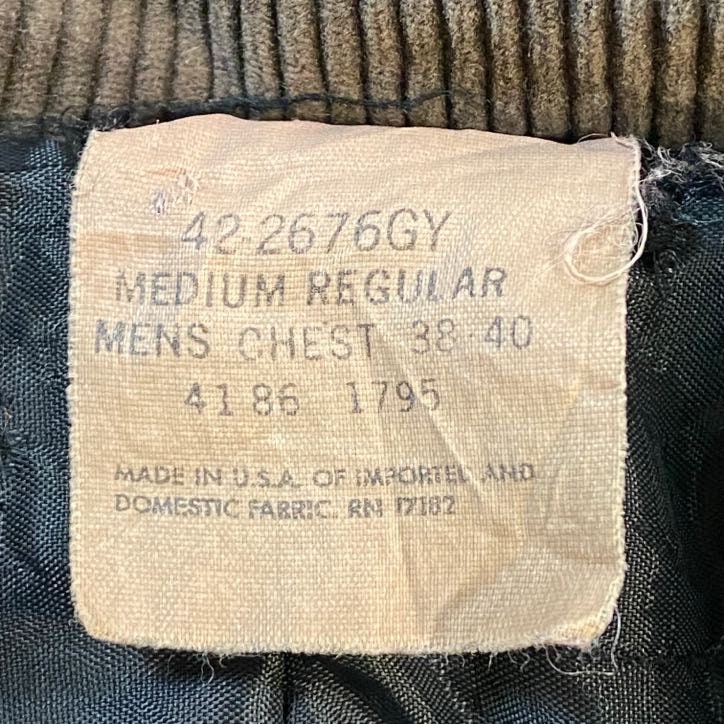 42-2676GY
MEDIUM REGULAR
MENS CHEST 38-40
4186 1795
MADE IN U.S.A. OF IMPORTED AND
DOMESTIC FABRIC. RN 17182